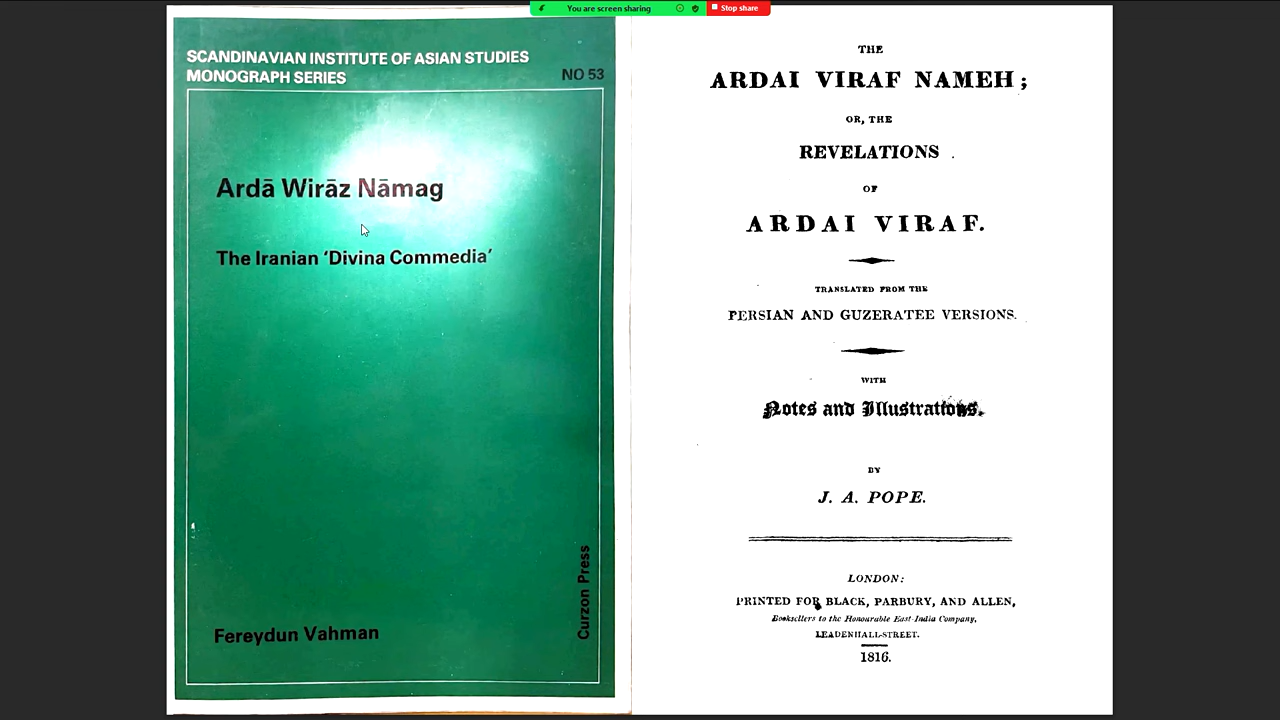 You are screen sharing
Stop share
SCANDINAVIAN INSTITUTE OF ASIAN STUDIES
MONOGRAPH SERIES
NO 53
Ardā Wirāz Nāmag
The Iranian ‘Divina Commedia’
Fereydun Vahman
Curzon Press
THE
ARDAI VIRAF NAMEH;
OR, THE
REVELATIONS
OF
ARDAI VIRAF.
TRANSLATED FROM THE
PERSIAN AND GUZERATEE VERSIONS.
WITH
Notes and Illustrations.
BY
J. A. POPE.
LONDON:
PRINTED FOR BLACK, PARBURY, AND ALLEN,
Booksellers to the Honourable East-India Company,
LEADENHALL-STREET.
1816.